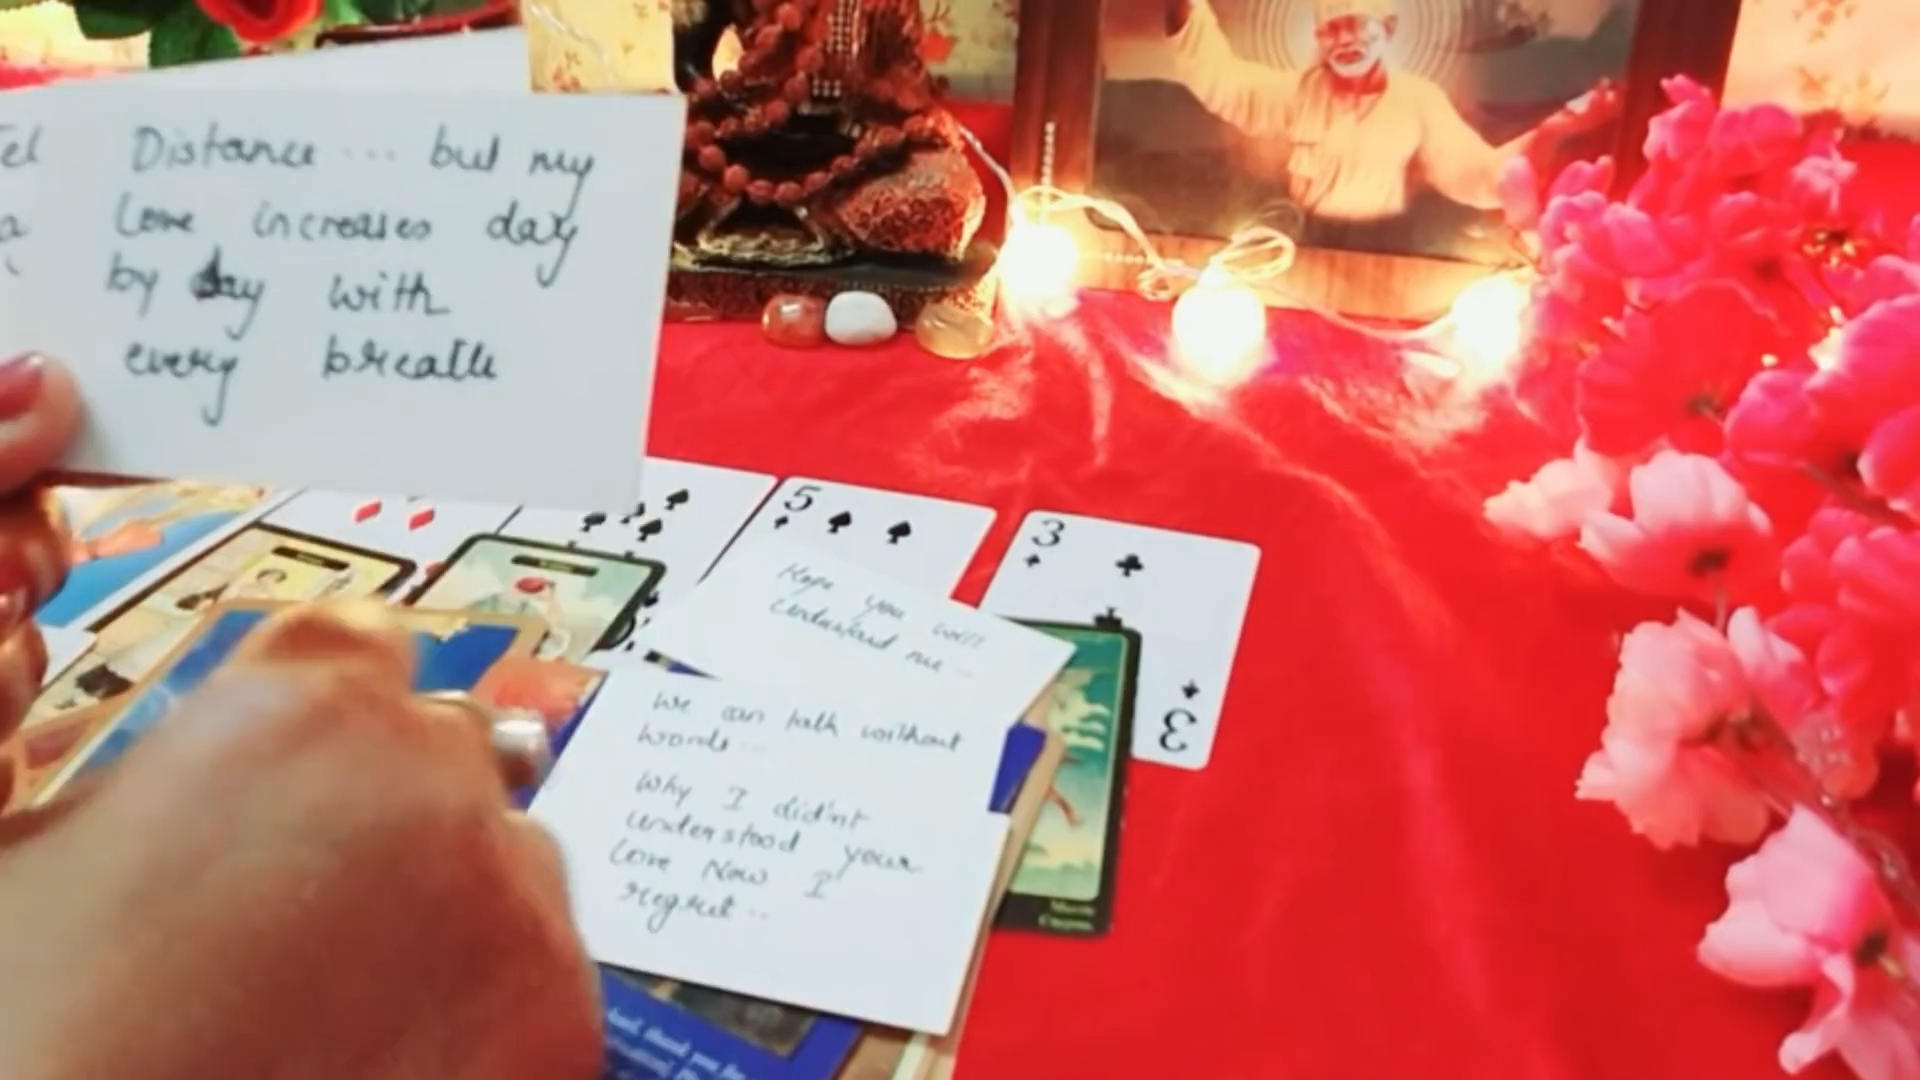 Distance ... but my
love increases day
by day with
every breath
5
3
Hope you will
understand me ...
We can talk without
words ...
Why I didn't
understood your
love Now I
regret ..
3